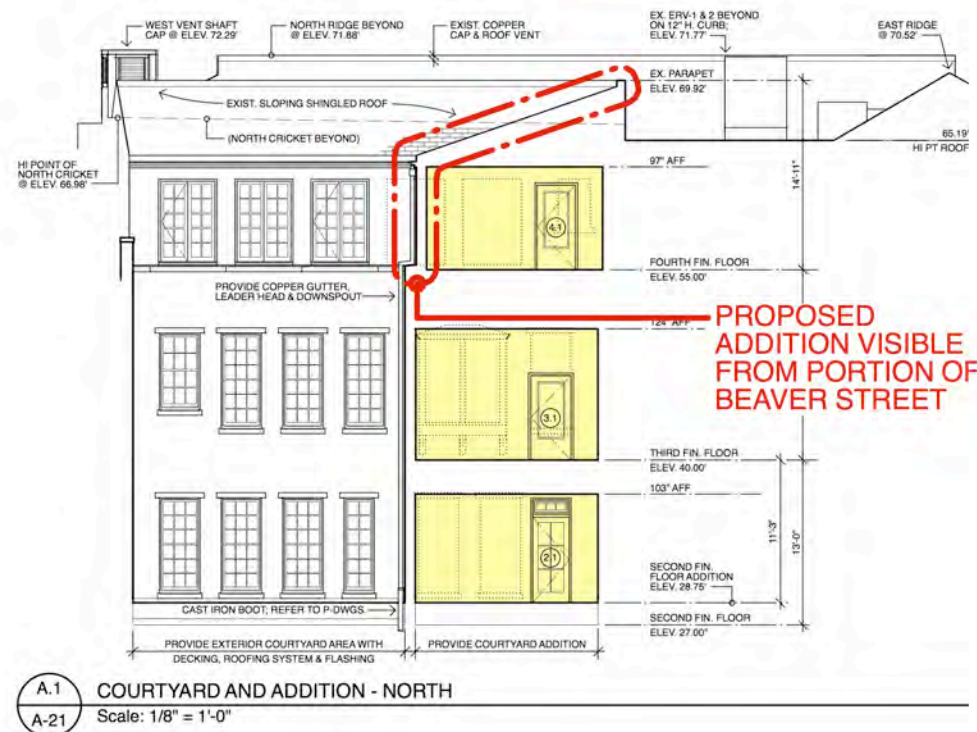 WEST VENT SHAFT
CAP @ ELEV. 72.29'
NORTH RIDGE BEYOND
@ ELEV. 71.88'
EXIST. COPPER
CAP & ROOF VENT
EX. ERV-1 & 2 BEYOND
ON 12" H. CURB;
ELEV. 71.77'
EAST RIDGE
@ 70.52'
EX. PARAPET
ELEV. 69.92'
EXIST. SLOPING SHINGLED ROOF
(NORTH CRICKET BEYOND)
65.19'
HI PT ROOF
HI POINT OF
NORTH CRICKET
@ ELEV. 66.98'
97" AFF
14'-11"
4.1
FOURTH FIN. FLOOR
ELEV. 55.00'
PROVIDE COPPER GUTTER,
LEADER HEAD & DOWNSPOUT
124" AFF
PROPOSED
ADDITION VISIBLE
FROM PORTION OF
BEAVER STREET
3.1
THIRD FIN. FLOOR
ELEV. 40.00'
103" AFF
11'-3"
13'-0"
2.1
SECOND FIN.
FLOOR ADDITION
ELEV. 28.75'
CAST IRON BOOT; REFER TO P-DWGS.
SECOND FIN. FLOOR
ELEV. 27.00"
PROVIDE EXTERIOR COURTYARD AREA WITH
DECKING, ROOFING SYSTEM & FLASHING
PROVIDE COURTYARD ADDITION
A.1
A-21
COURTYARD AND ADDITION - NORTH
Scale: 1/8" = 1'-0"